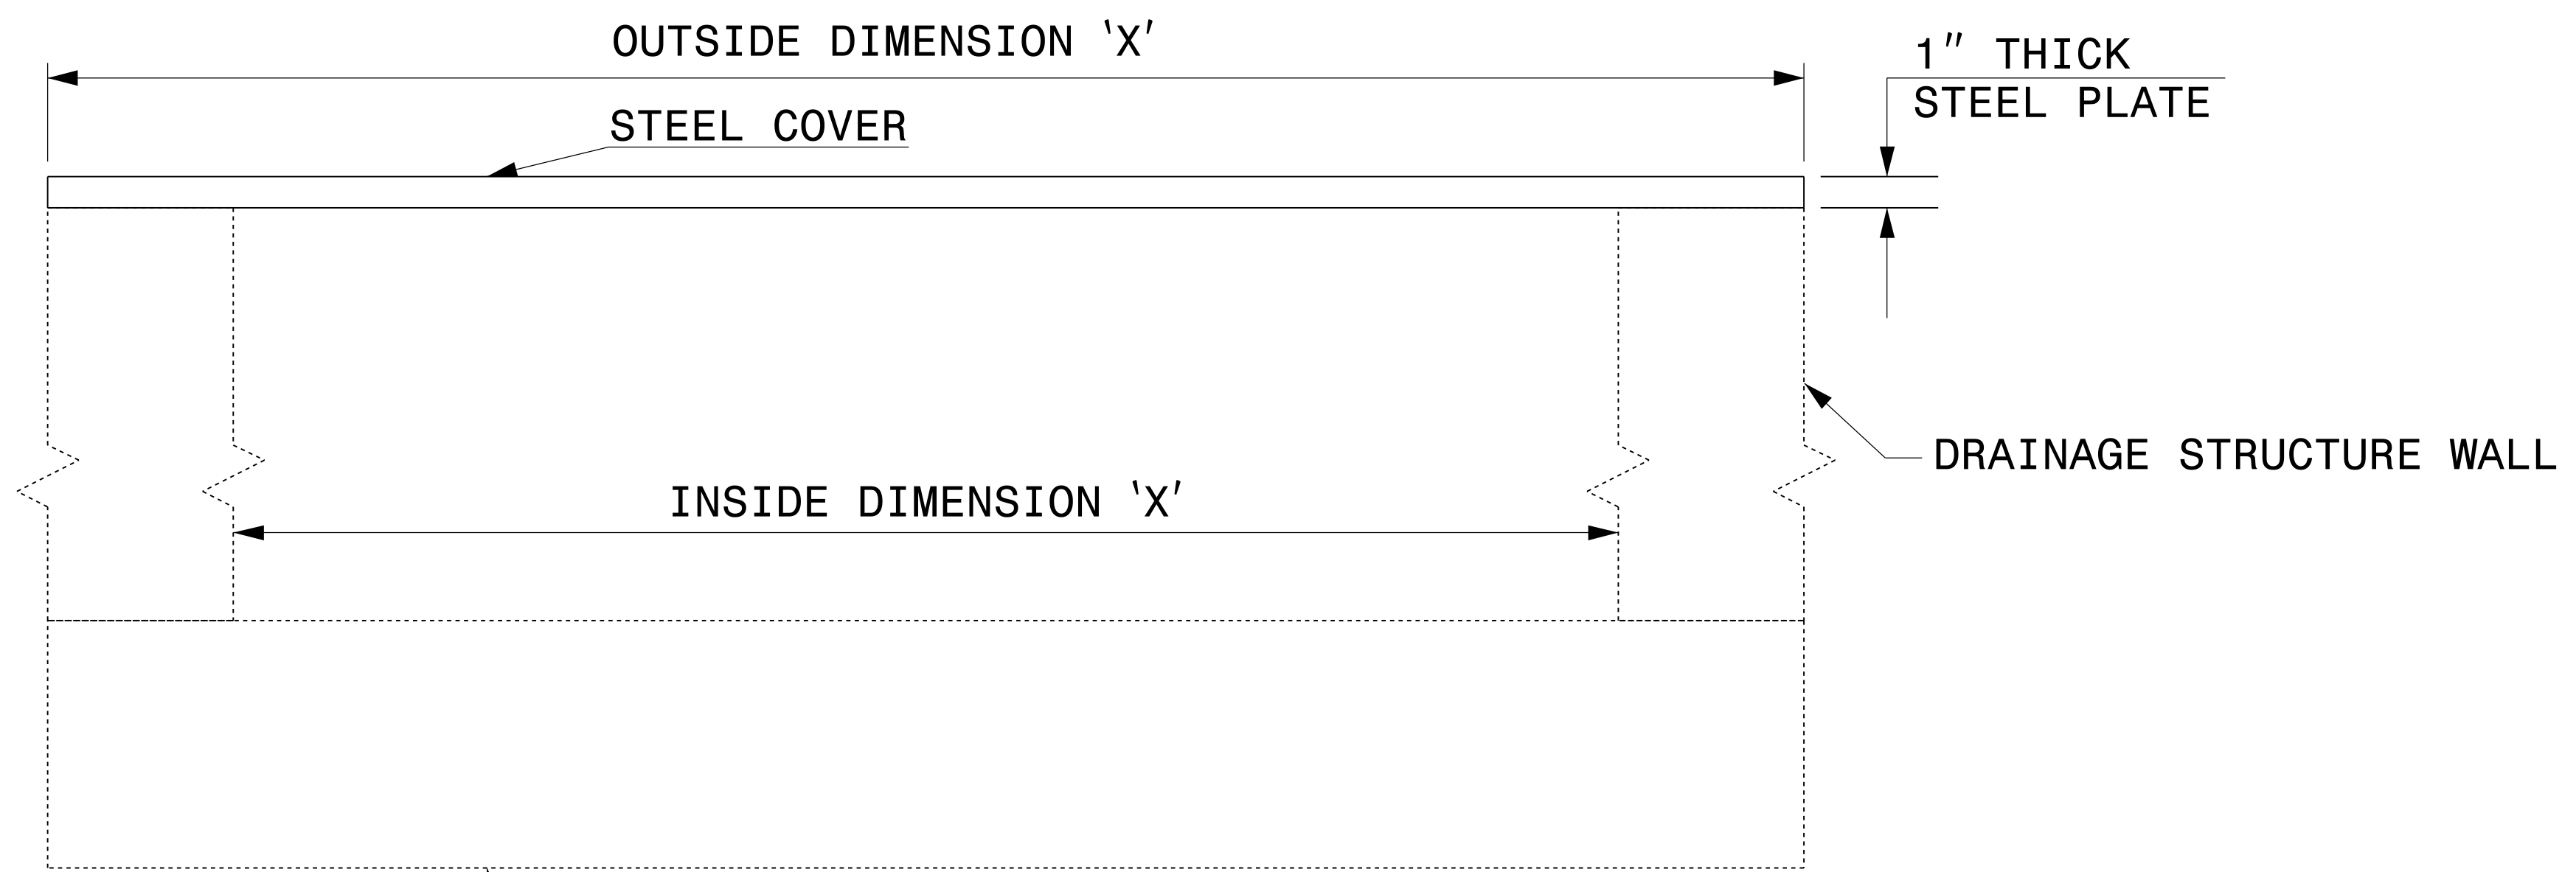 OUTSIDE DIMENSION ‘X’
1" THICK
STEEL PLATE
STEEL COVER
DRAINAGE STRUCTURE WALL
INSIDE DIMENSION ‘X’